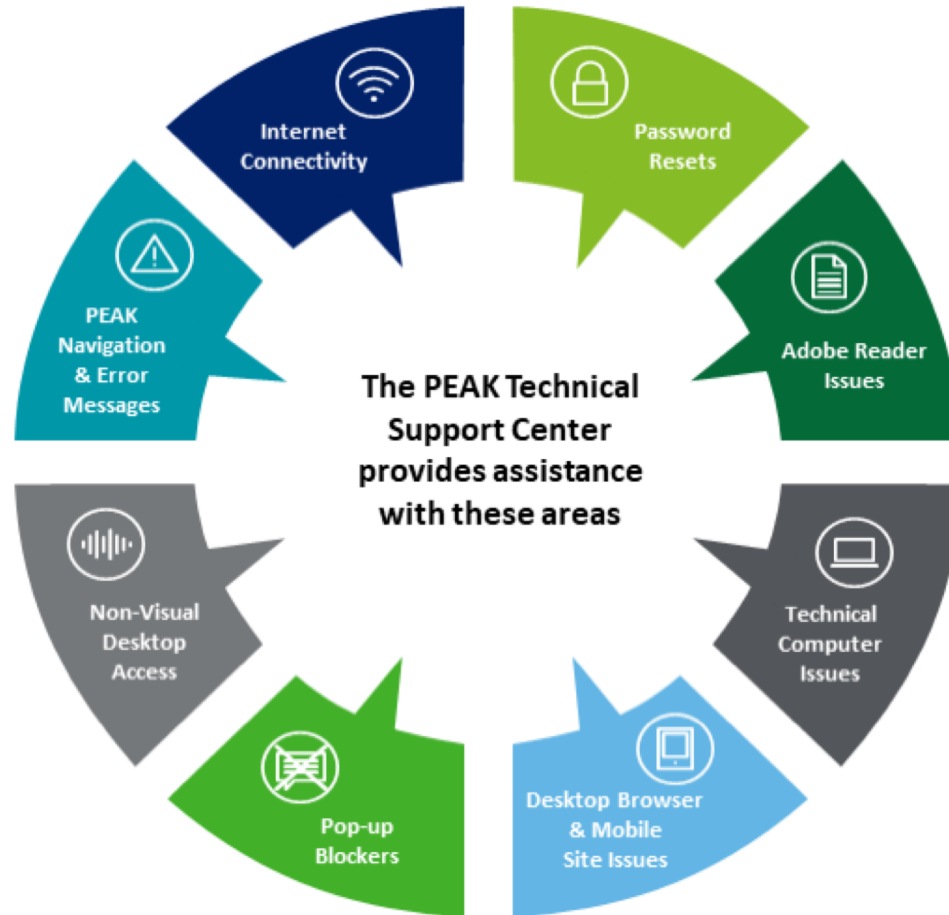 Internet
Connectivity
Password
Resets
PEAK
Navigation
& Error
Messages
Adobe Reader
Issues
The PEAK Technical
Support Center
provides assistance
with these areas
Non-Visual
Desktop
Access
Technical
Computer
Issues
Pop-up
Blockers
Desktop Browser
& Mobile
Site Issues